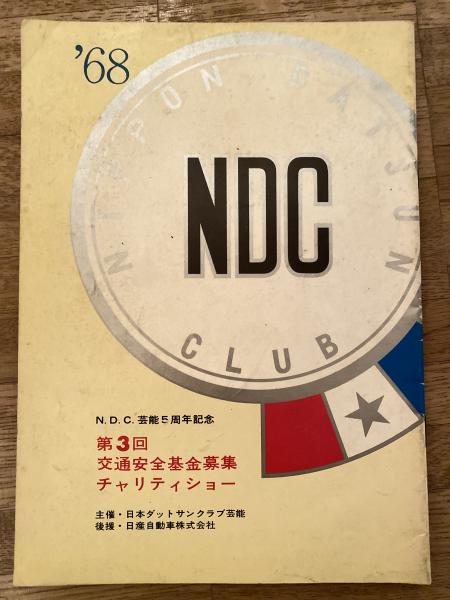 '68
NIPPON DATSUN
NDC
CLUB
N.D.C.芸能5周年記念
第3回
交通安全基金募集
チャリティショー
主催・日本ダットサンクラブ芸能
後援・日産自動車株式会社